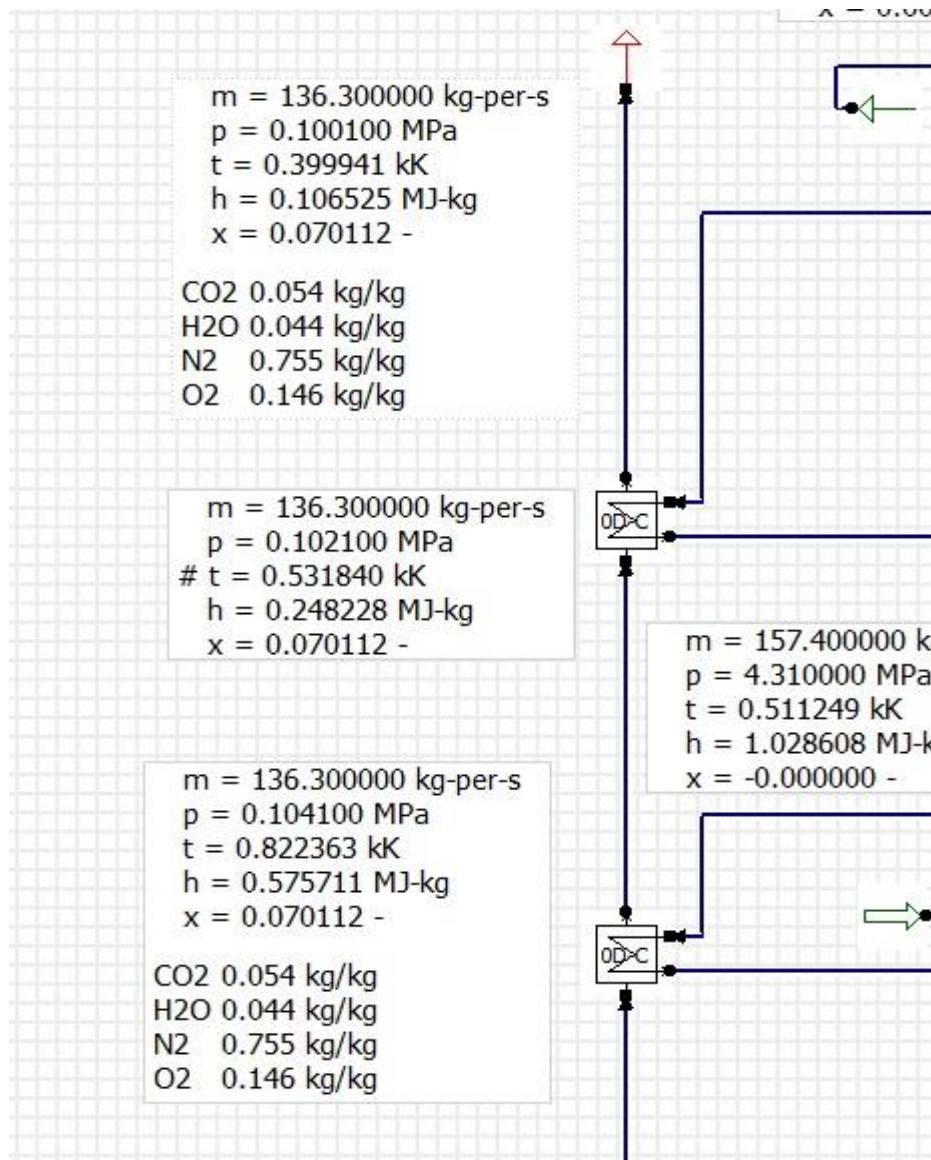 m = 136.300000 kg-per-s
p = 0.100100 MPa
t = 0.399941 kK
h = 0.106525 MJ-kg
x = 0.070112 -
CO2 0.054 kg/kg
H2O 0.044 kg/kg
N2 0.755 kg/kg
O2 0.146 kg/kg
m = 136.300000 kg-per-s
p = 0.102100 MPa
# t = 0.531840 kK
h = 0.248228 MJ-kg
x = 0.070112 -
0D>C
m = 157.400000 k
p = 4.310000 MPa
t = 0.511249 kK
h = 1.028608 MJ-k
x = -0.000000 -
m = 136.300000 kg-per-s
p = 0.104100 MPa
t = 0.822363 kK
h = 0.575711 MJ-kg
x = 0.070112 -
CO2 0.054 kg/kg
H2O 0.044 kg/kg
N2 0.755 kg/kg
O2 0.146 kg/kg
0D>C